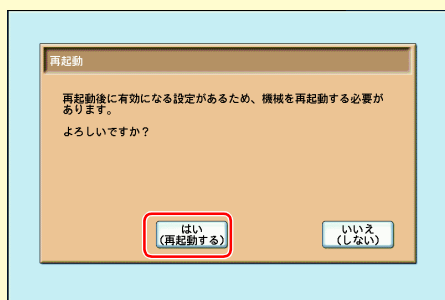 再起動
再起動後に有効になる設定があるため、機械を再起動する必要が
あります。
よろしいですか？
はい
(再起動する)
いいえ
(しない)